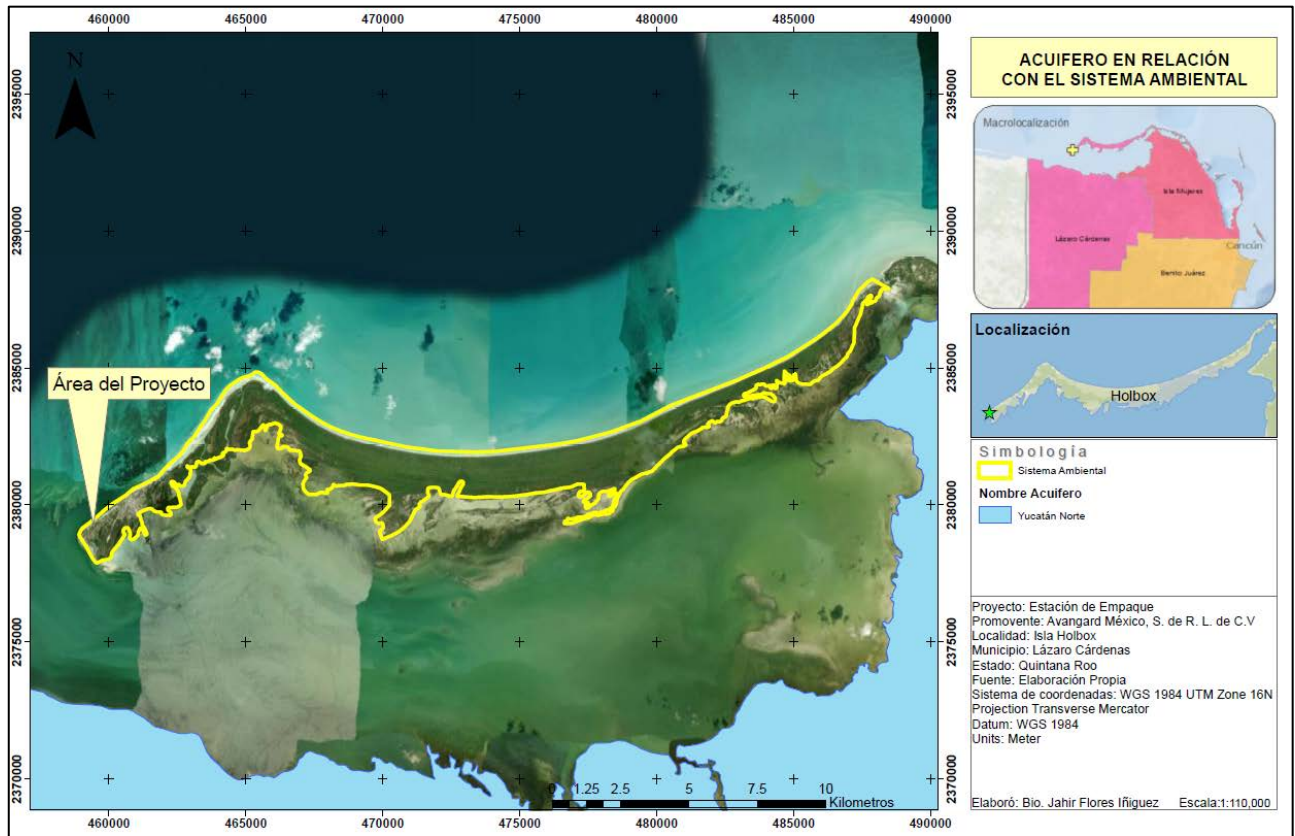 460000 465000 470000 475000 480000 485000 490000
N
2395000 2395000
2390000 2390000
2385000 2385000
2380000 2380000
2375000 2375000
2370000 2370000
Área del Proyecto
0 1.25 2.5 5 7.5 10
Kilometros
460000 465000 470000 475000 480000 485000 490000
ACUIFERO EN RELACIÓN
CON EL SISTEMA AMBIENTAL
Macrolocalización
Isla Mujeres
Lázaro Cárdenas
Cancún
Benito Juárez
Localización
Holbox
Simbología
Sistema Ambiental
Nombre Acuifero
Yucatán Norte
Proyecto: Estación de Empaque
Promovente: Avangard México, S. de R. L. de C.V
Localidad: Isla Holbox
Municipio: Lázaro Cárdenas
Estado: Quintana Roo
Fuente: Elaboración Propia
Sistema de coordenadas: WGS 1984 UTM Zone 16N
Projection Transverse Mercator
Datum: WGS 1984
Units: Meter
Elaboró: Bio. Jahir Flores Iñiguez Escala:1:110,000